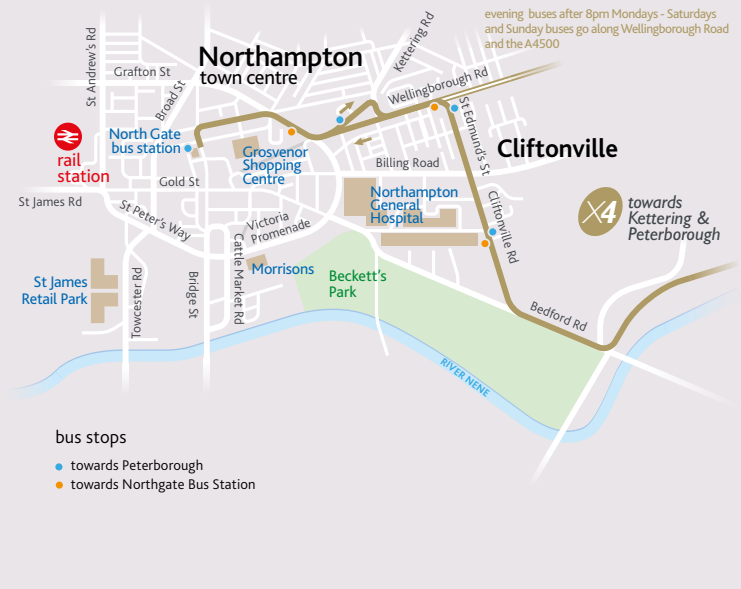 evening buses after 8pm Mondays - Saturdays
and Sunday buses go along Wellingborough Road
and the A4500
St Andrew's Rd
Grafton St
Broad St
Northampton
town centre
Kettering Rd
Wellingborough Rd
North Gate
bus station
rail
station
Grosvenor
Shopping
Centre
St Edmund's St
Cliftonville
Billing Road
Gold St
St James Rd
St Peter's Way
Northampton
General
Hospital
Cliftonville Rd
X4
towards
Kettering &
Peterborough
Victoria
Promenade
Cattle Market Rd
Morrisons
Beckett's
Park
St James
Retail Park
Towcester Rd
Bridge St
Bedford Rd
RIVER NENE
bus stops
towards Peterborough
towards Northgate Bus Station